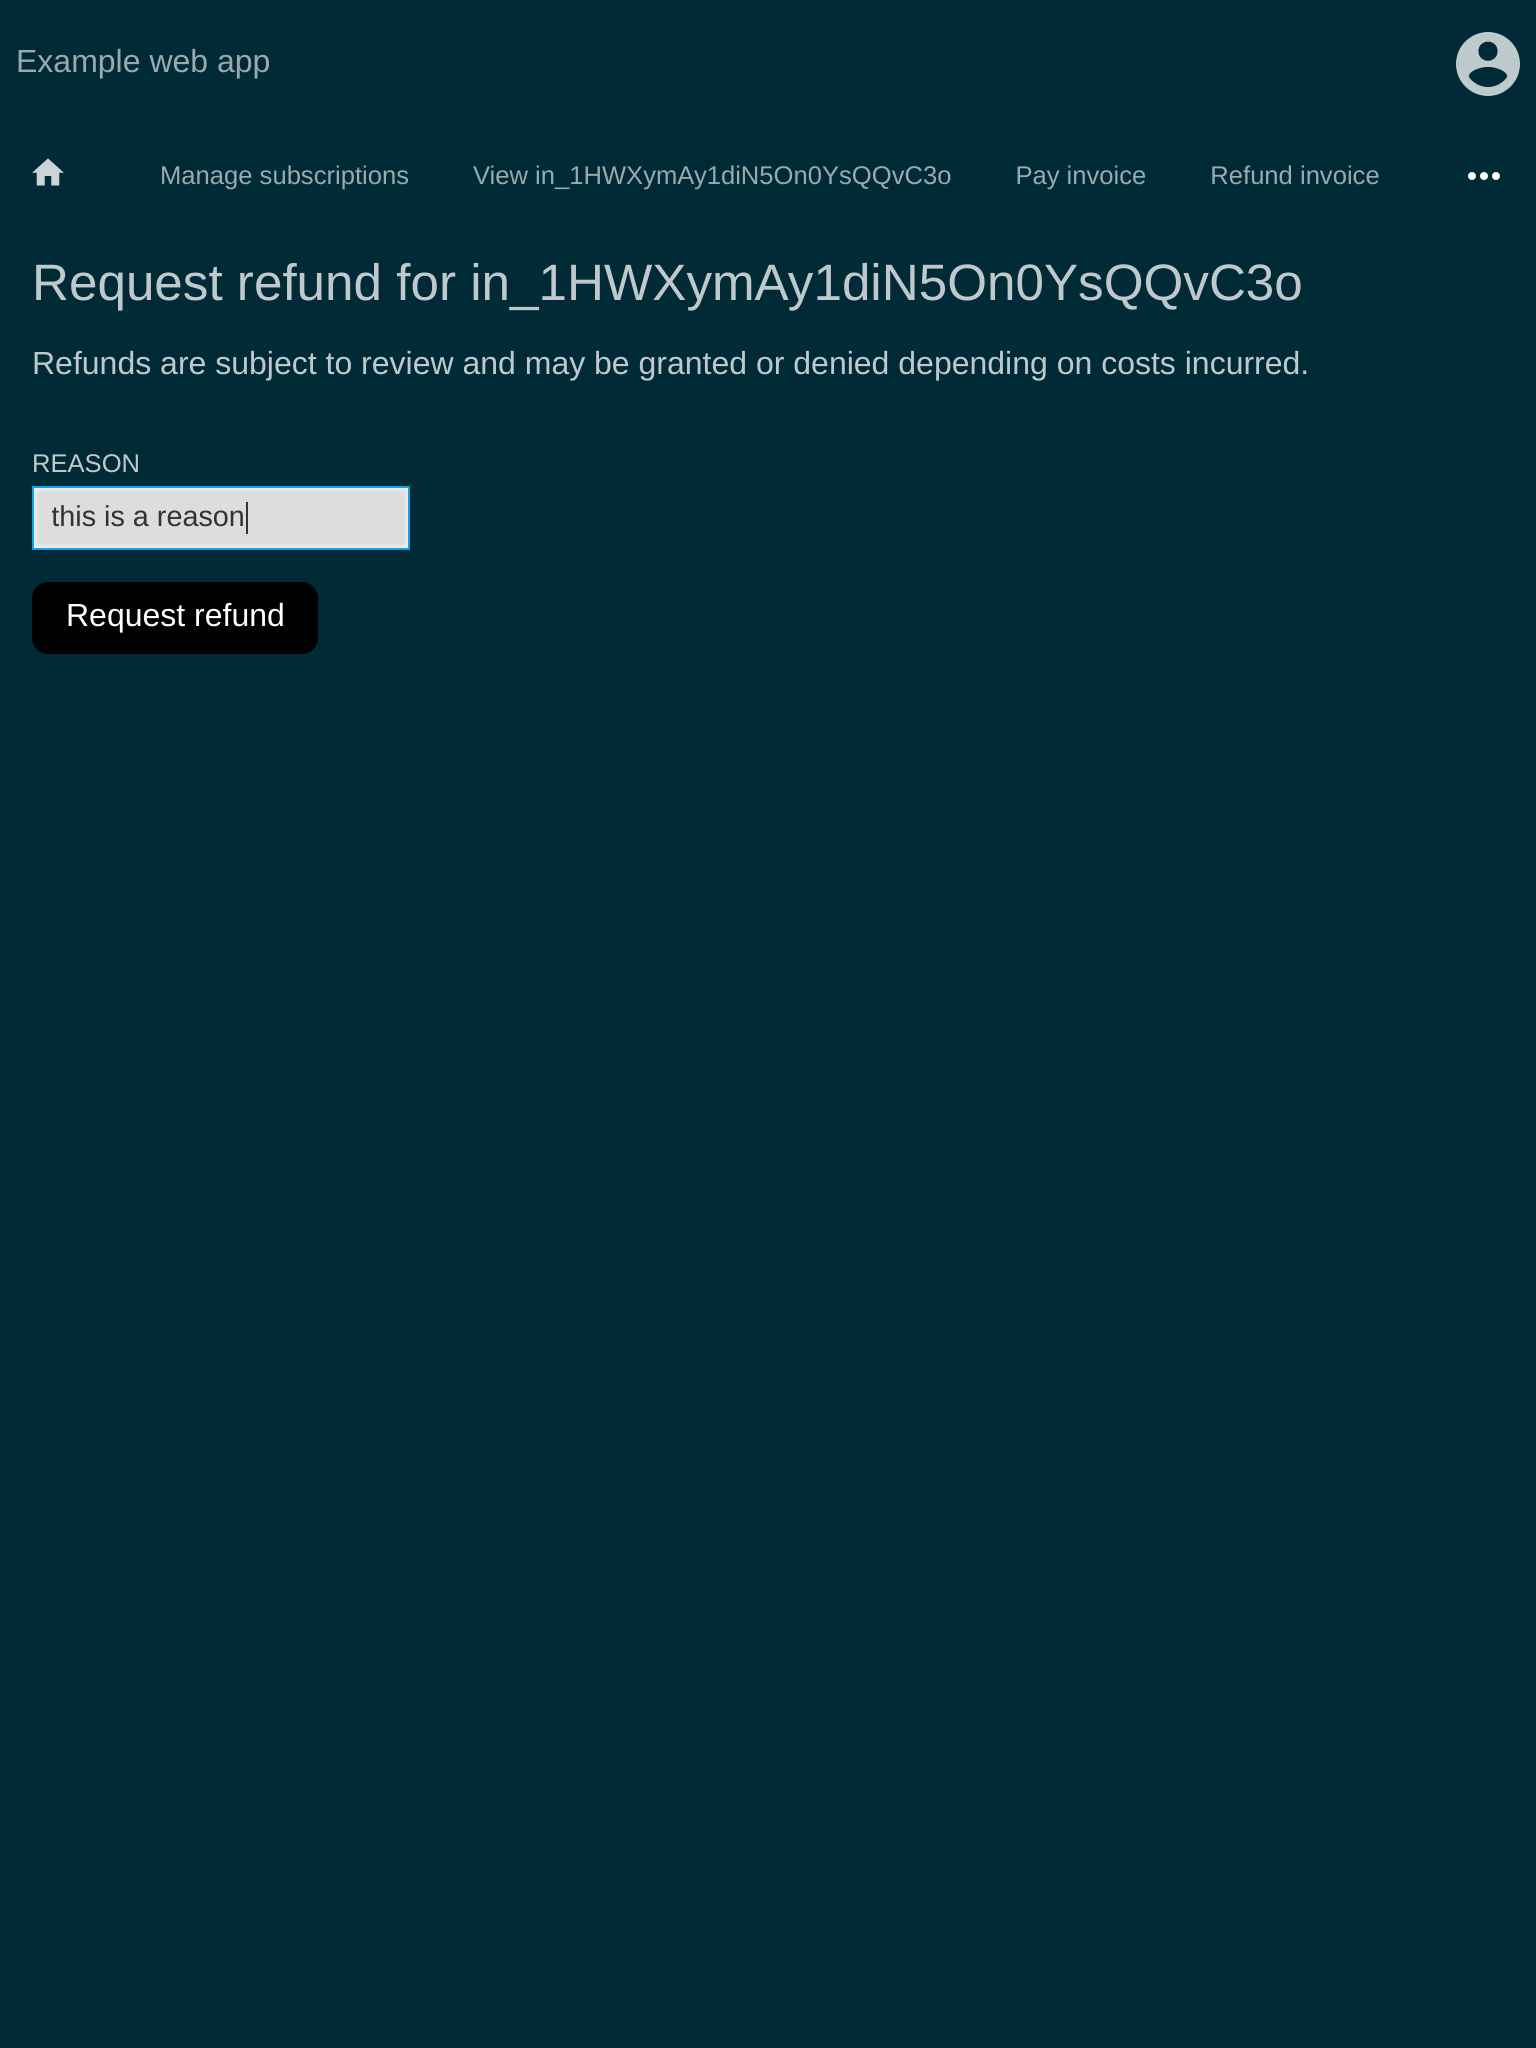 Example web app
Manage subscriptions View in_1HWXymAy1diN5On0YsQQvC3o Pay invoice Refund invoice
Request refund for in_1HWXymAy1diN5On0YsQQvC3o
Refunds are subject to review and may be granted or denied depending on costs incurred.
REASON
this is a reason
Request refund